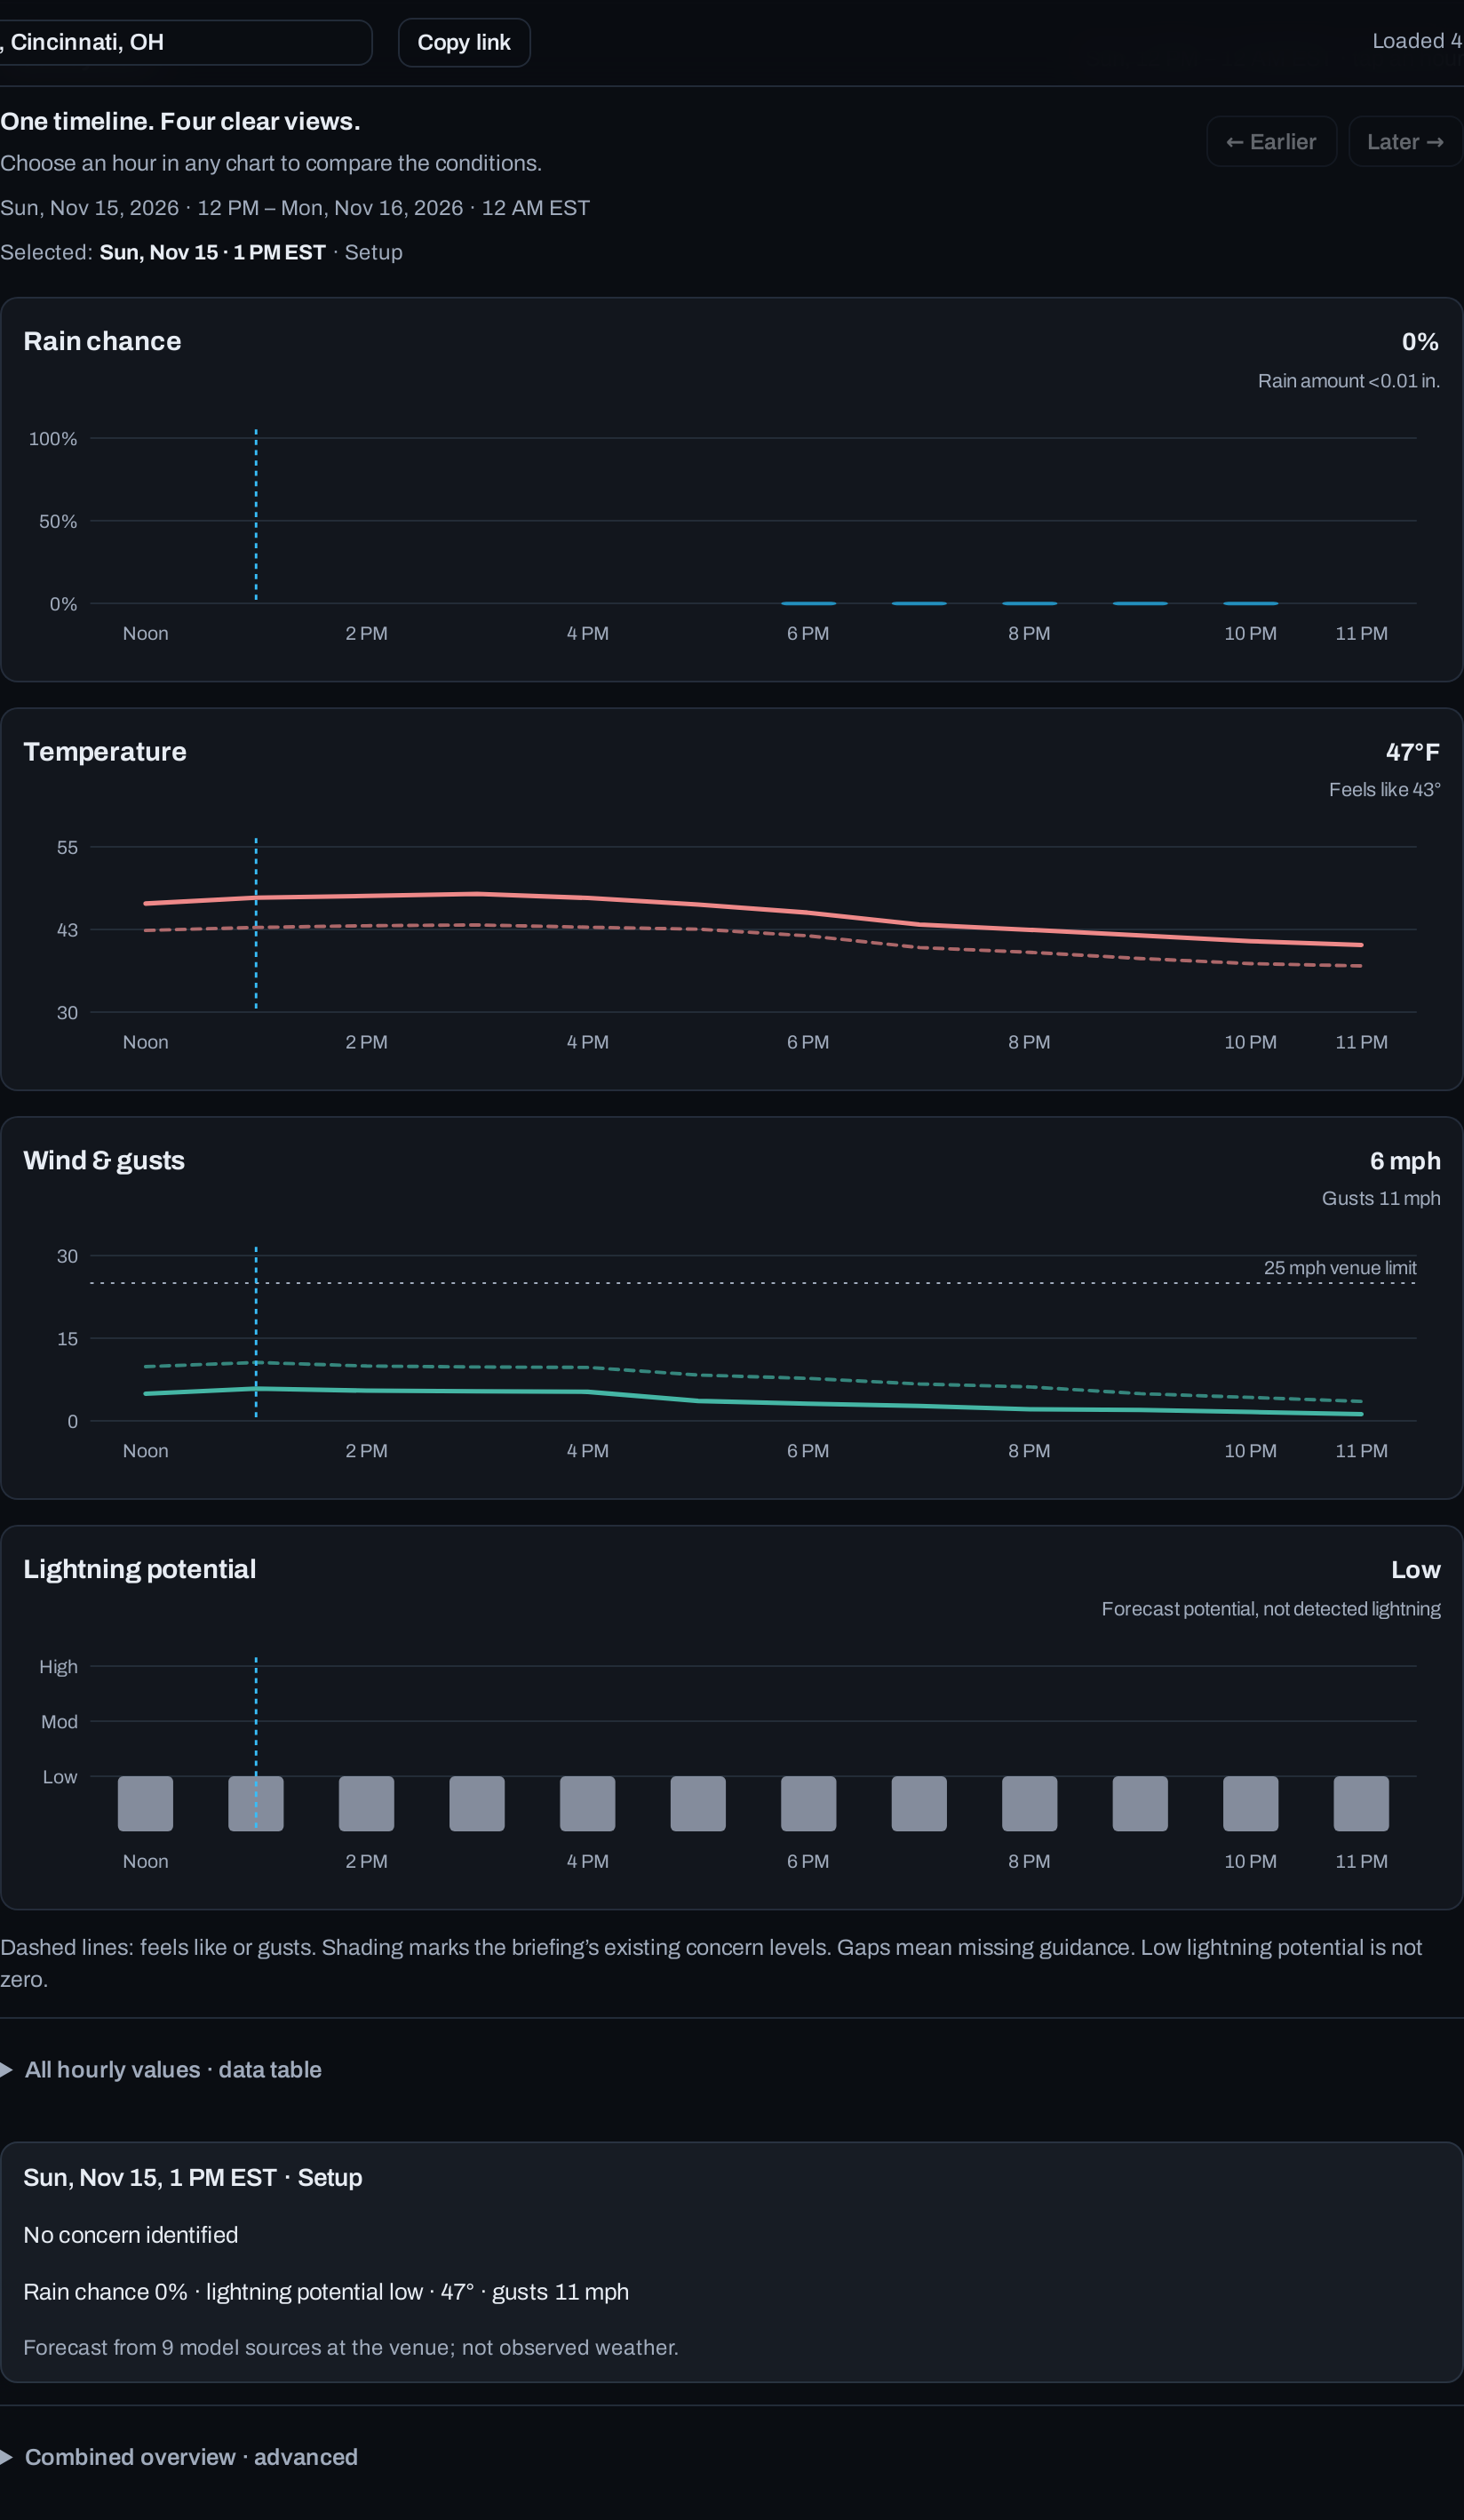 , Cincinnati, OH
Copy link
Loaded 4
One timeline. Four clear views.
← Earlier
Later →
Choose an hour in any chart to compare the conditions.
Sun, Nov 15, 2026 · 12 PM – Mon, Nov 16, 2026 · 12 AM EST
Selected: Sun, Nov 15 · 1 PM EST · Setup
Rain chance
0%
Rain amount <0.01 in.
100%
50%
0%
Noon 2 PM 4 PM 6 PM 8 PM 10 PM 11 PM
Temperature
47°F
Feels like 43°
55
43
30
Noon 2 PM 4 PM 6 PM 8 PM 10 PM 11 PM
Wind & gusts
6 mph
Gusts 11 mph
30
25 mph venue limit
15
0
Noon 2 PM 4 PM 6 PM 8 PM 10 PM 11 PM
Lightning potential
Low
Forecast potential, not detected lightning
High
Mod
Low
Noon 2 PM 4 PM 6 PM 8 PM 10 PM 11 PM
Dashed lines: feels like or gusts. Shading marks the briefing’s existing concern levels. Gaps mean missing guidance. Low lightning potential is not
zero.
All hourly values · data table
Sun, Nov 15, 1 PM EST · Setup
No concern identified
Rain chance 0% · lightning potential low · 47° · gusts 11 mph
Forecast from 9 model sources at the venue; not observed weather.
Combined overview · advanced